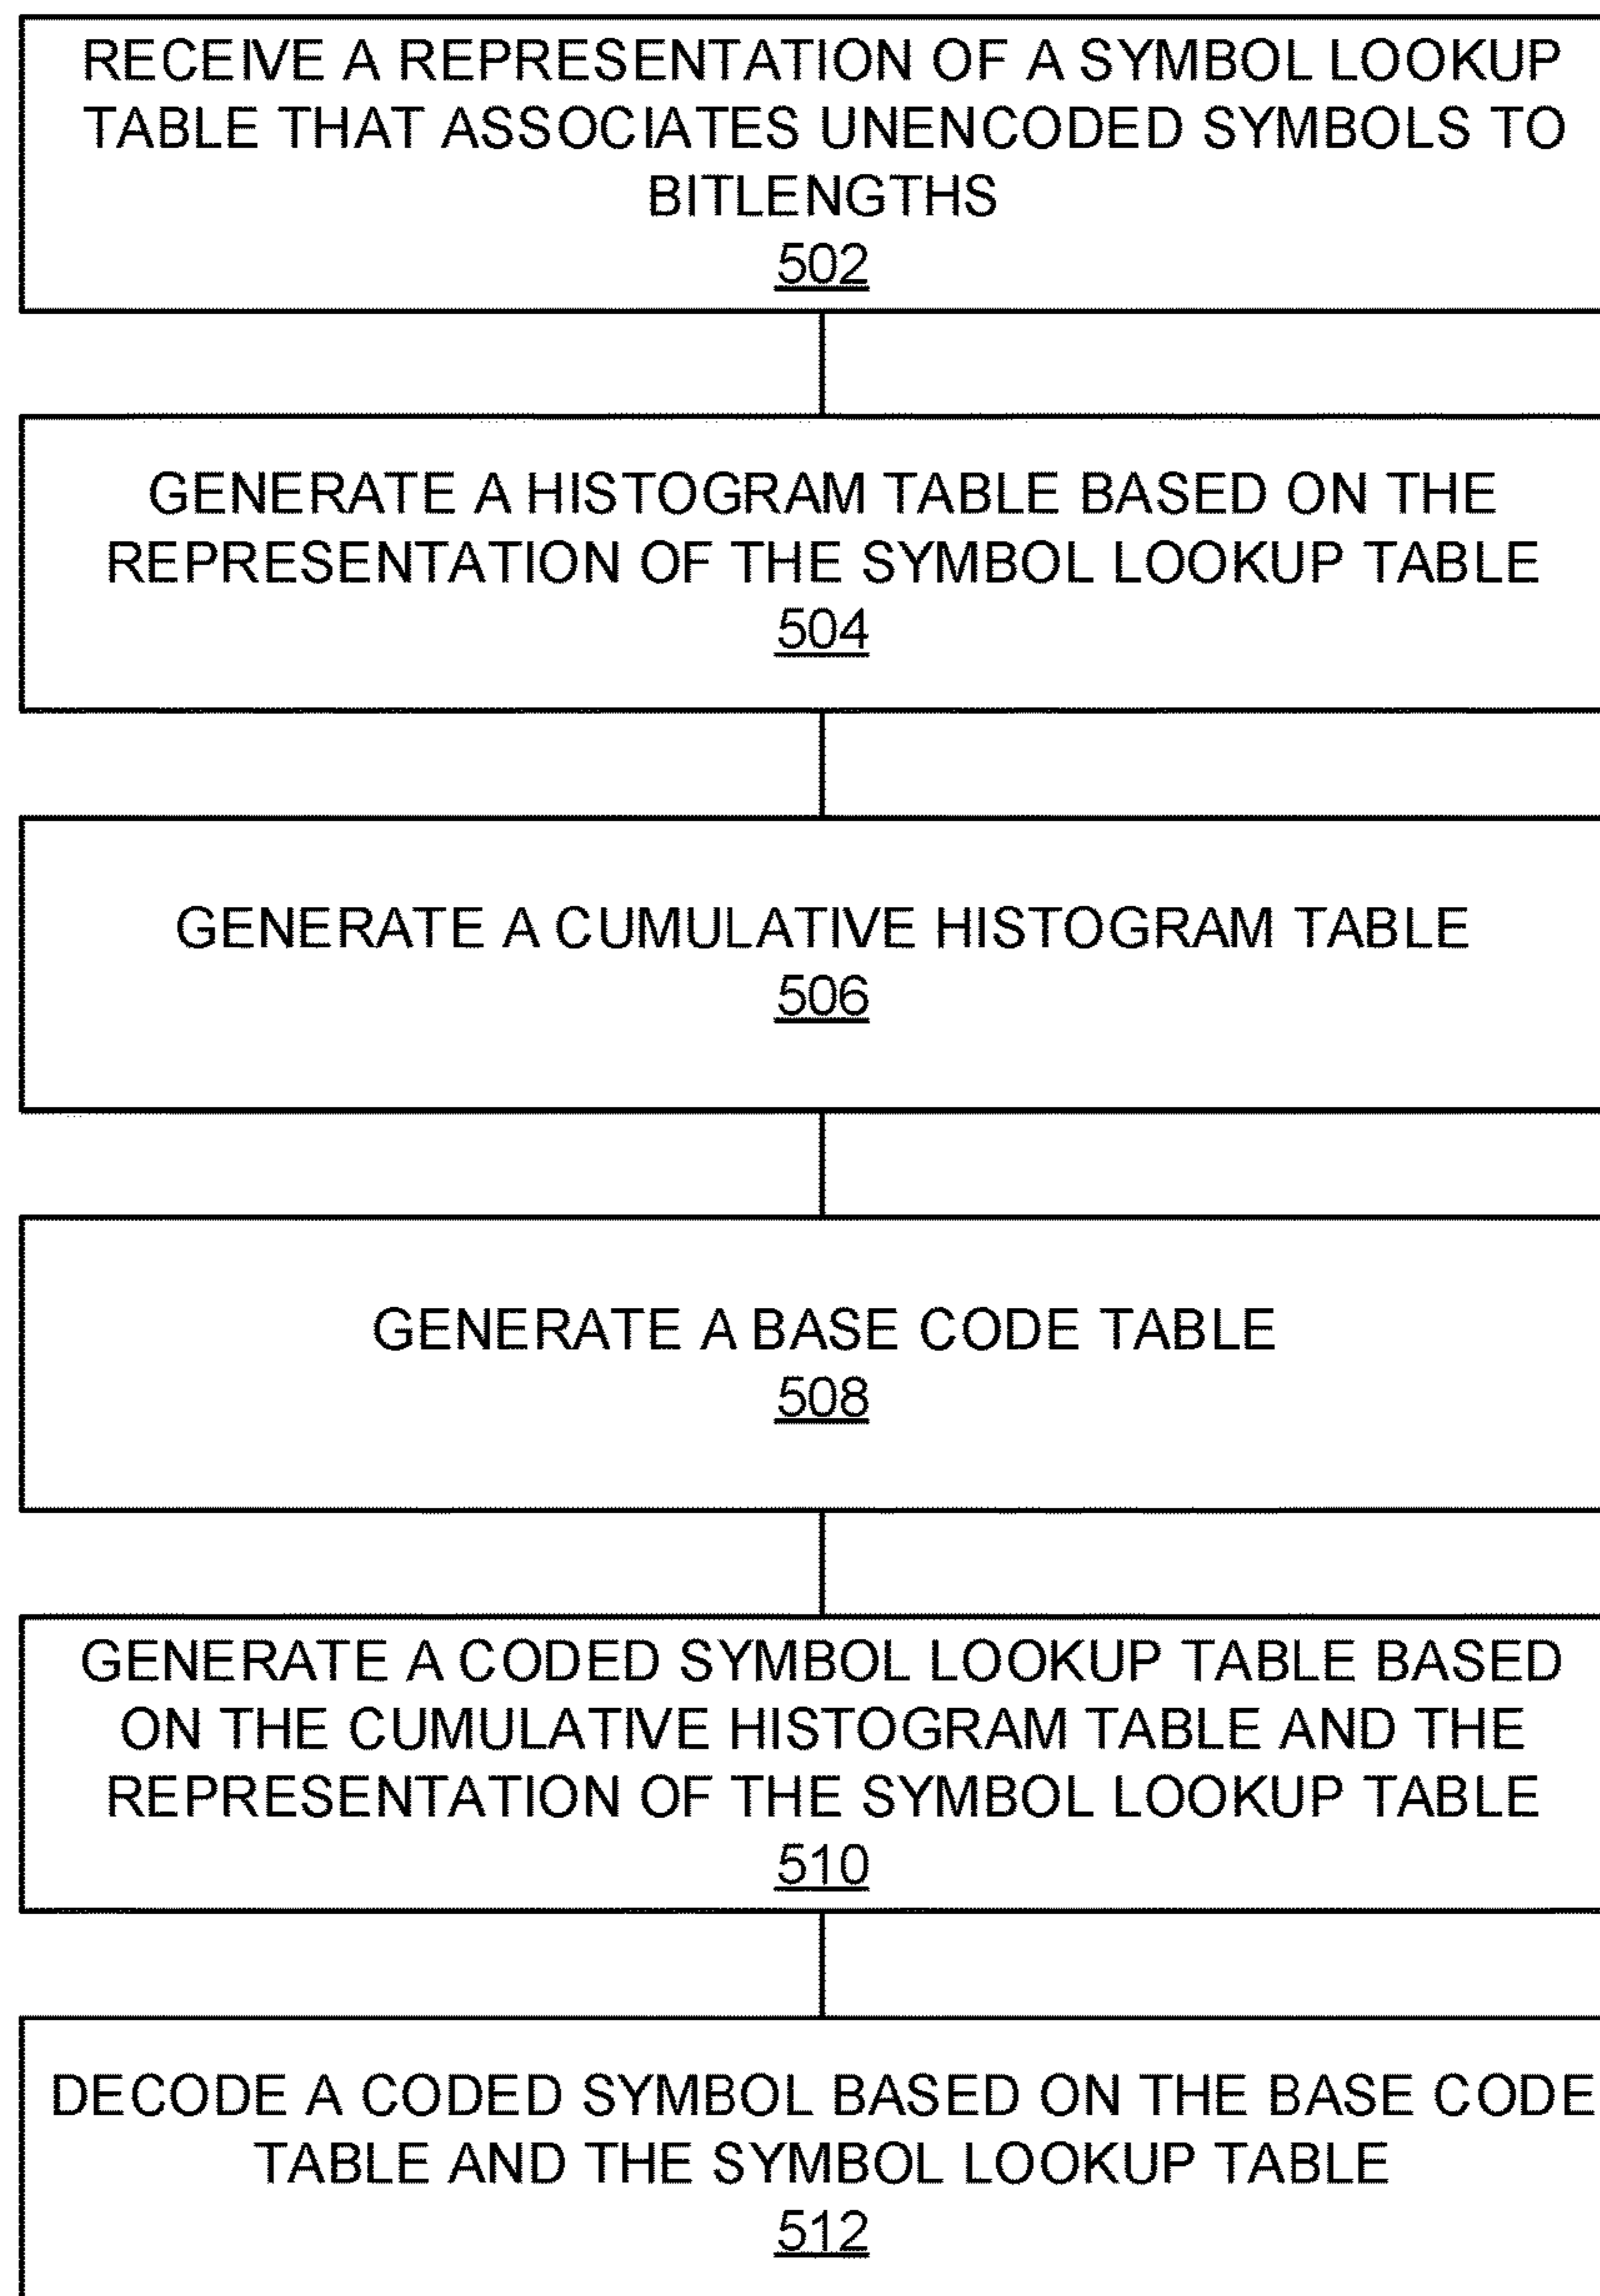 RECEIVE A REPRESENTATION OF A SYMBOL LOOKUP
TABLE THAT ASSOCIATES UNENCODED SYMBOLS TO
BITLENGTHS
502
GENERATE A HISTOGRAM TABLE BASED ON THE
REPRESENTATION OF THE SYMBOL LOOKUP TABLE
504
GENERATE A CUMULATIVE HISTOGRAM TABLE
506
GENERATE A BASE CODE TABLE
508
GENERATE A CODED SYMBOL LOOKUP TABLE BASED
ON THE CUMULATIVE HISTOGRAM TABLE AND THE
REPRESENTATION OF THE SYMBOL LOOKUP TABLE
510
DECODE A CODED SYMBOL BASED ON THE BASE CODE
TABLE AND THE SYMBOL LOOKUP TABLE
512